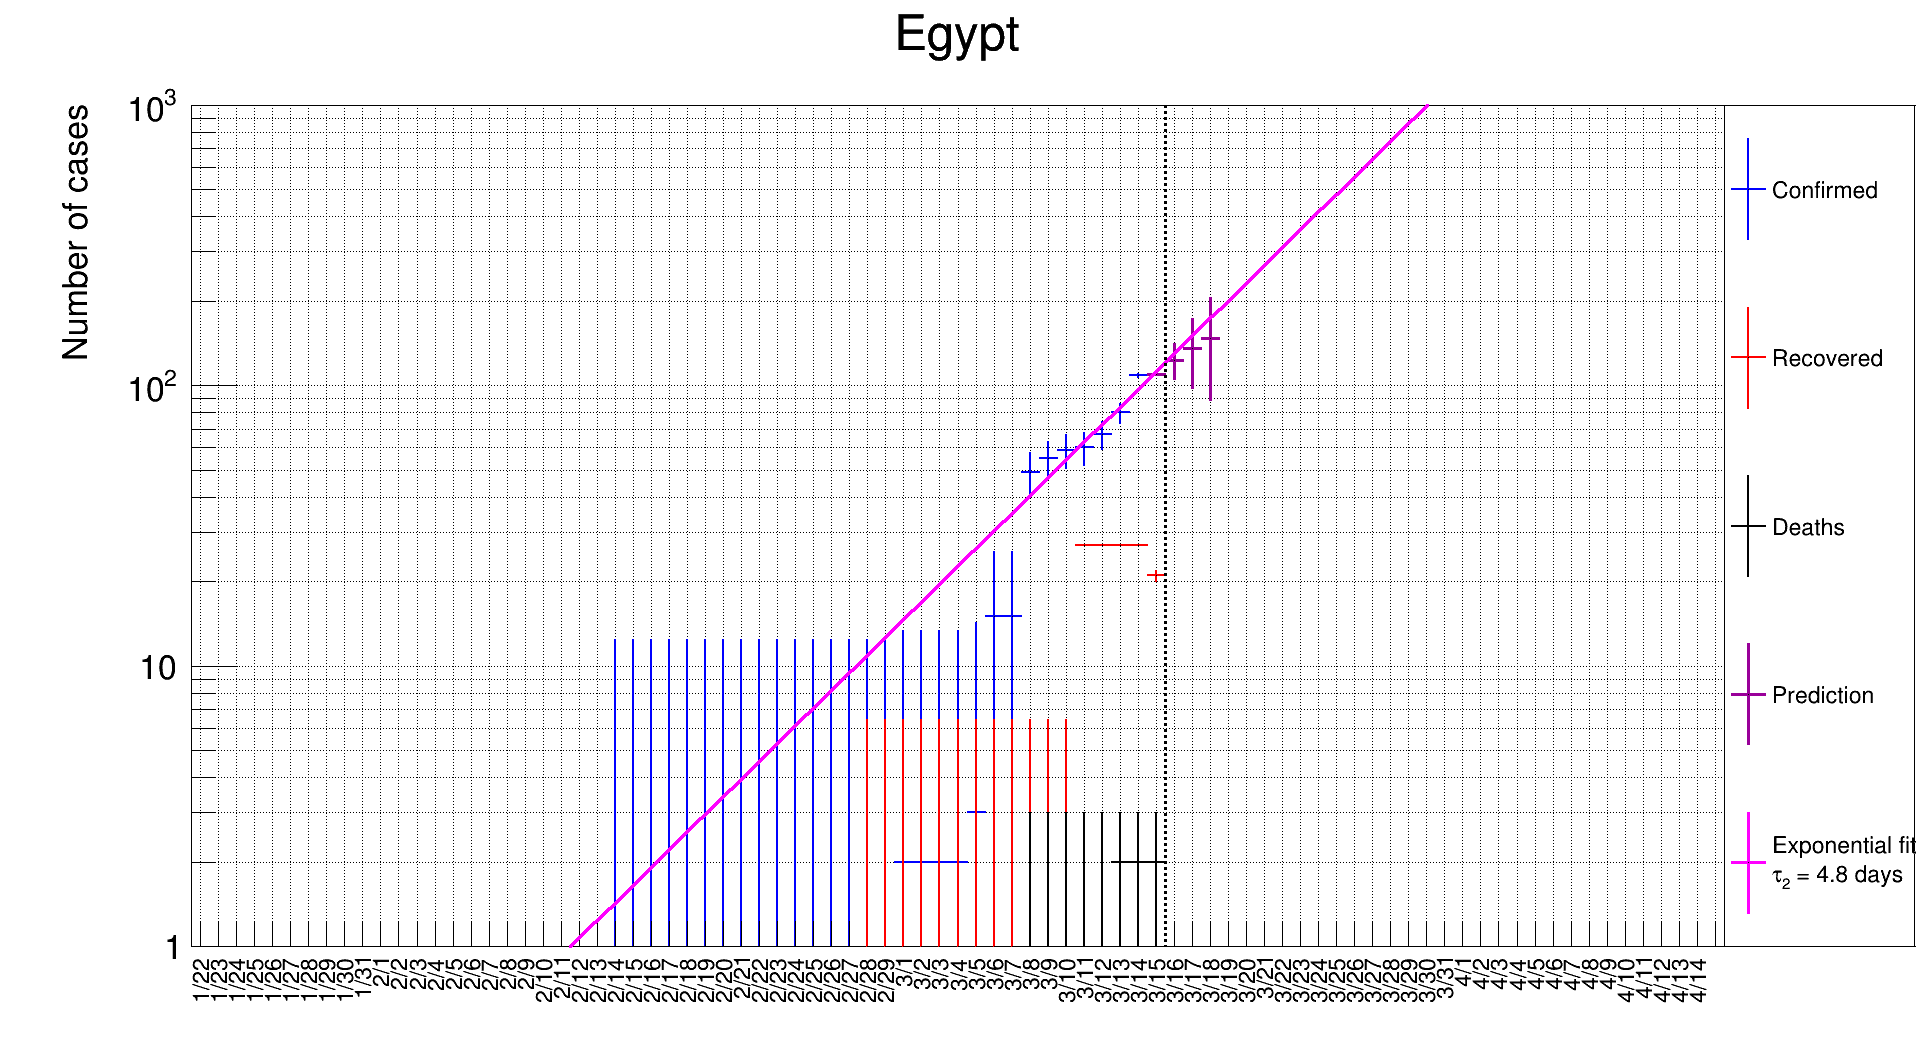 Egypt
Number of cases
10³
10²
10
1
1/22 1/23 1/24 1/25 1/26 1/27 1/28 1/29 1/30 1/31 2/1 2/2 2/3 2/4 2/5 2/6 2/7 2/8 2/9 2/10 2/11 2/12 2/13 2/14 2/15 2/16 2/17 2/18 2/19 2/20 2/21 2/22 2/23 2/24 2/25 2/26 2/27 2/28 2/29 3/1 3/2 3/3 3/4 3/5 3/6 3/7 3/8 3/9 3/10 3/11 3/12 3/13 3/14 3/15 3/16 3/17 3/18 3/19 3/20 3/21 3/22 3/23 3/24 3/25 3/26 3/27 3/28 3/29 3/30 3/31 4/1 4/2 4/3 4/4 4/5 4/6 4/7 4/8 4/9 4/10 4/11 4/12 4/13 4/14
Confirmed
Recovered
Deaths
Prediction
Exponential fit
τ₂ = 4.8 days